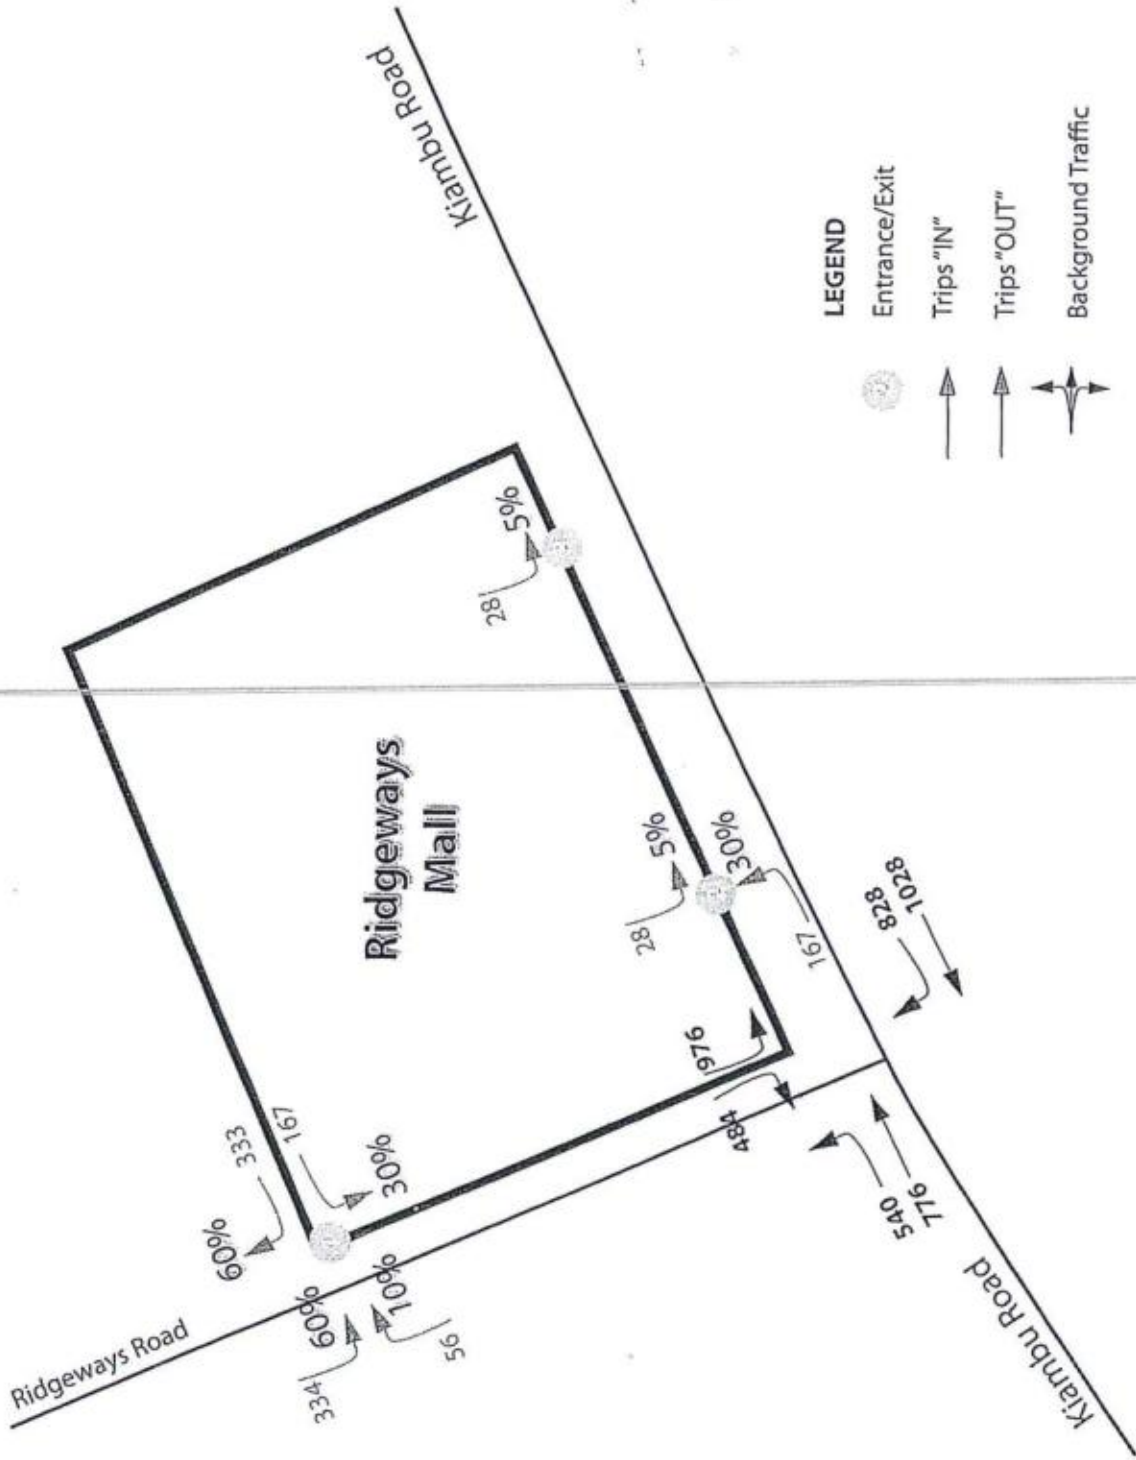 Kiambu Road
LEGEND
Entrance/Exit
Trips "IN"
Trips "OUT"
Background Traffic
Ridgeways
Mall
5%
28
5%
28
30%
167
828
1028
976
484
540
776
Kiambu Road
333
167
60%
30%
60%
10%
334
56
Ridgeways Road